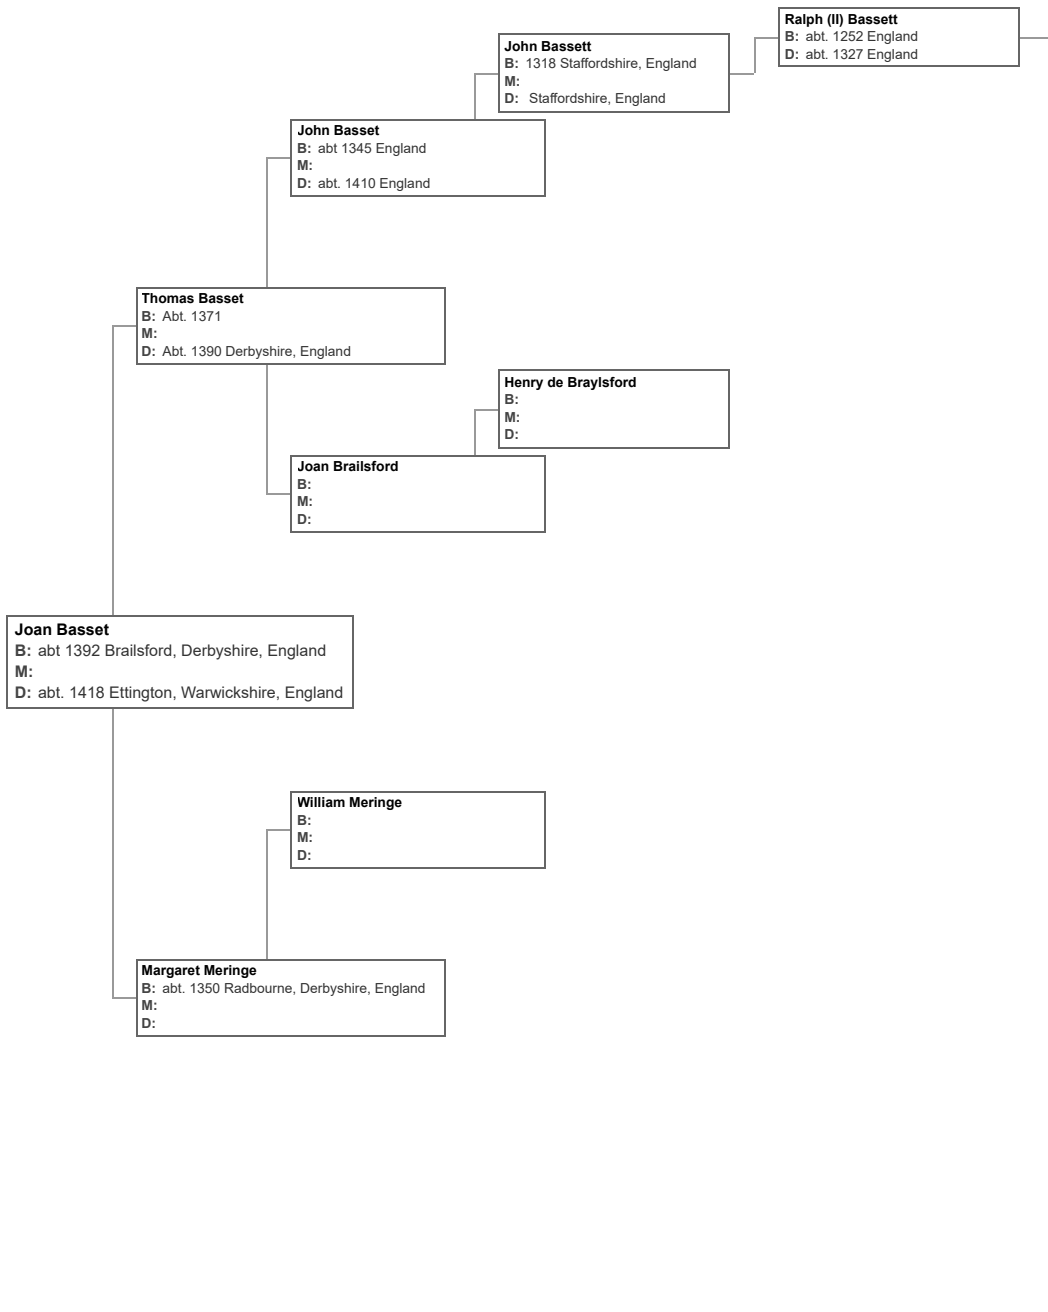 Ralph (II) Bassett
B: abt. 1252 England
D: abt. 1327 England
John Bassett
B: 1318 Staffordshire, England
M:
D: Staffordshire, England
John Basset
B: abt 1345 England
M:
D: abt. 1410 England
Thomas Basset
B: Abt. 1371
M:
D: Abt. 1390 Derbyshire, England
Henry de Braylsford
B:
M:
D:
Joan Brailsford
B:
M:
D:
Joan Basset
B: abt 1392 Brailsford, Derbyshire, England
M:
D: abt. 1418 Ettington, Warwickshire, England
William Meringe
B:
M:
D:
Margaret Meringe
B: abt. 1350 Radbourne, Derbyshire, England
M:
D: